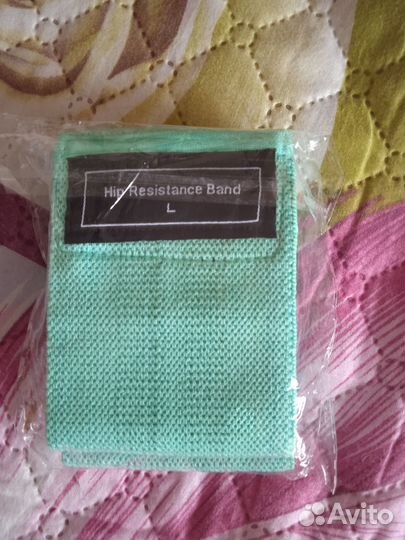 Hip Resistance Band
L
Avito